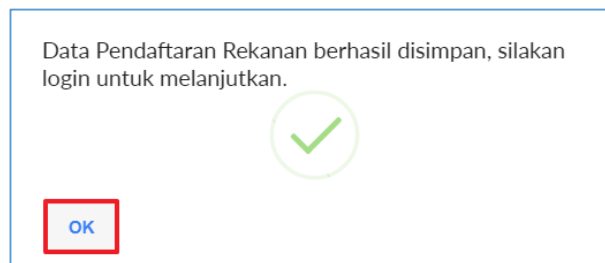 Data Pendaftaran Rekanan berhasil disimpan, silakan
login untuk melanjutkan.
OK